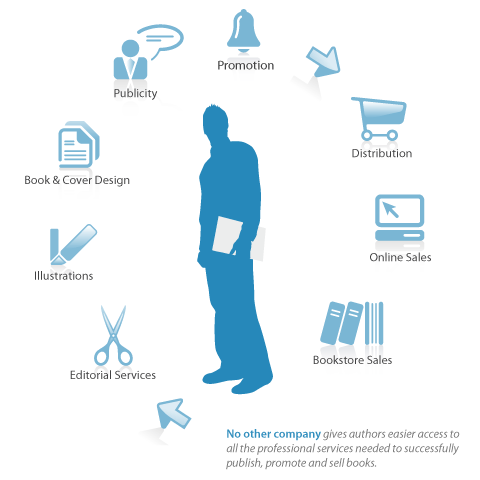 Promotion
Publicity
Distribution
Book & Cover Design
Online Sales
Illustrations
Bookstore Sales
Editorial Services
No other company gives authors easier access to
all the professional services needed to successfully
publish, promote and sell books.